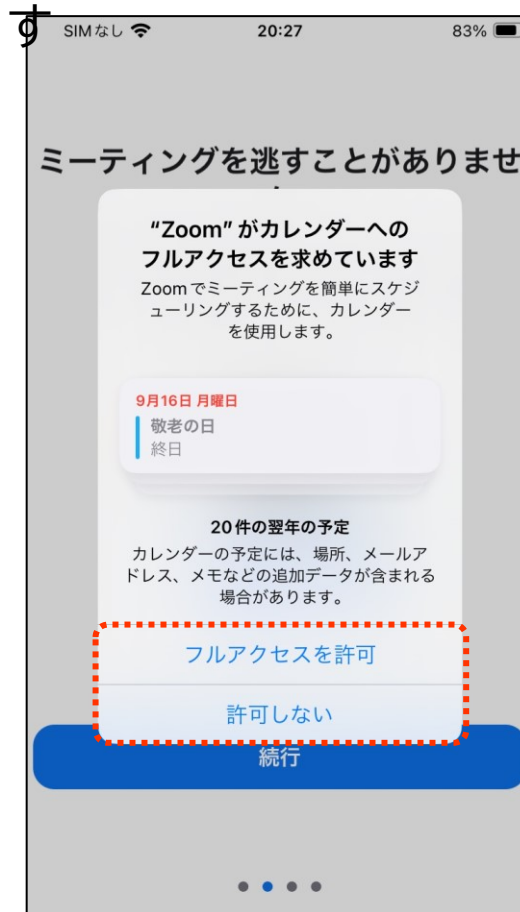 す
SIMなし 20:27 83%
ミーティングを逃すことがありませ
“Zoom”がカレンダーへの
フルアクセスを求めています
Zoomでミーティングを簡単にスケジ
ューリングするために、カレンダー
を使用します。
9月16日 月曜日
敬老の日
終日
20件の翌年の予定
カレンダーの予定には、場所、メールア
ドレス、メモなどの追加データが含まれる
場合があります。
フルアクセスを許可
許可しない
続行